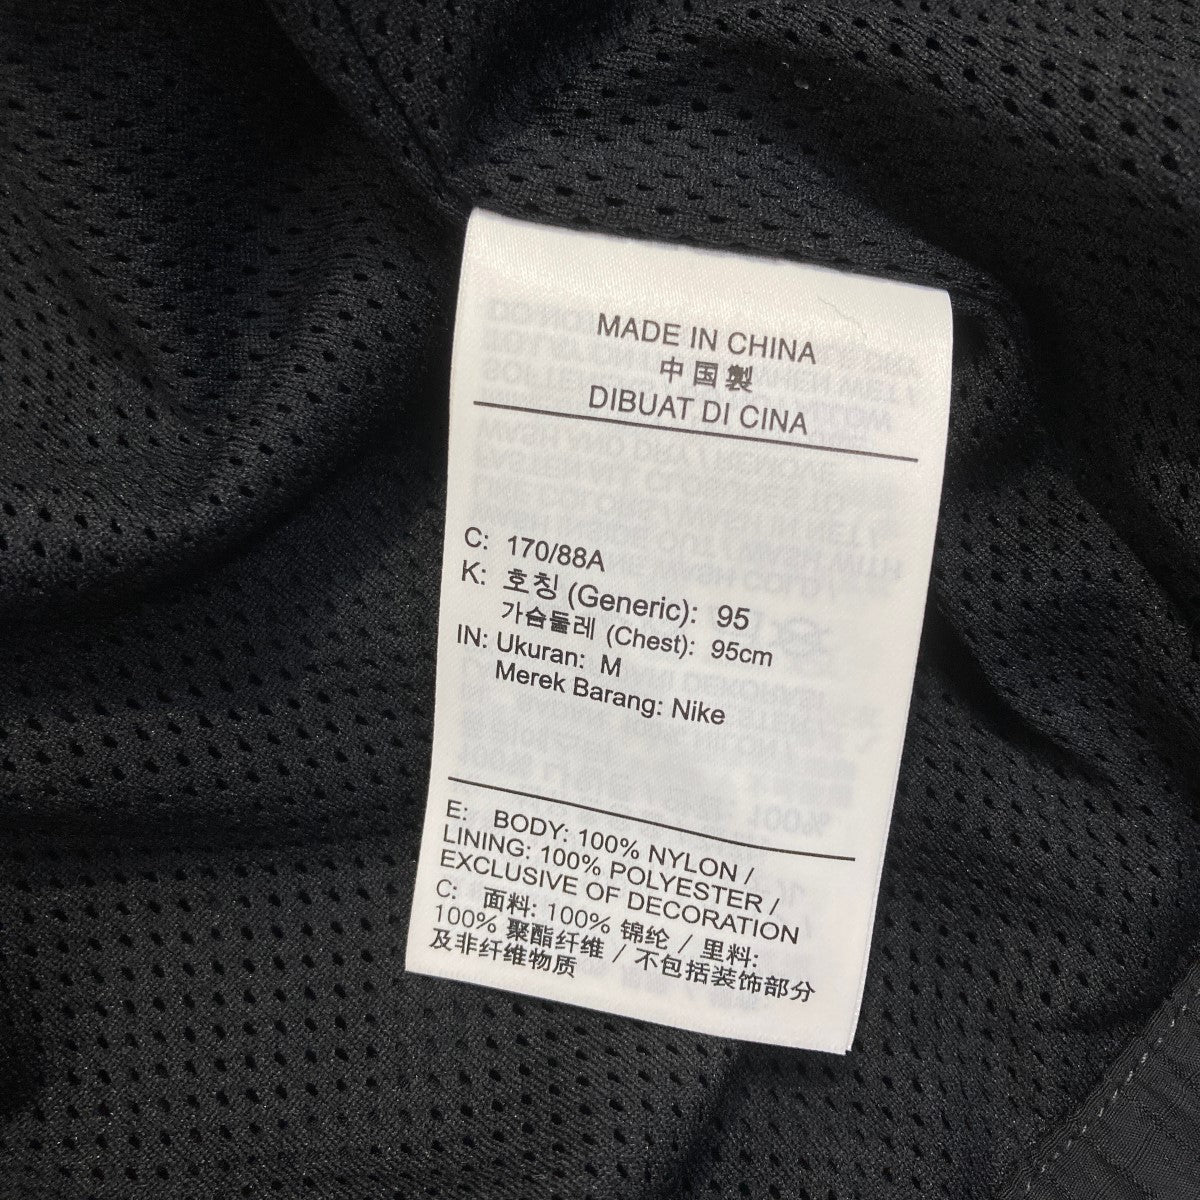 MADE IN CHINA
中国製
DIBUAT DI CINA
C: 170/88A
K: 호칭 (Generic): 95
가슴둘레 (Chest): 95cm
IN: Ukuran: M
Merek Barang: Nike
E: BODY: 100% NYLON /
LINING: 100% POLYESTER /
EXCLUSIVE OF DECORATION
C: 面料: 100% 锦纶 / 里料:
100% 聚酯纤维 / 不包括装饰部分
及非纤维物质